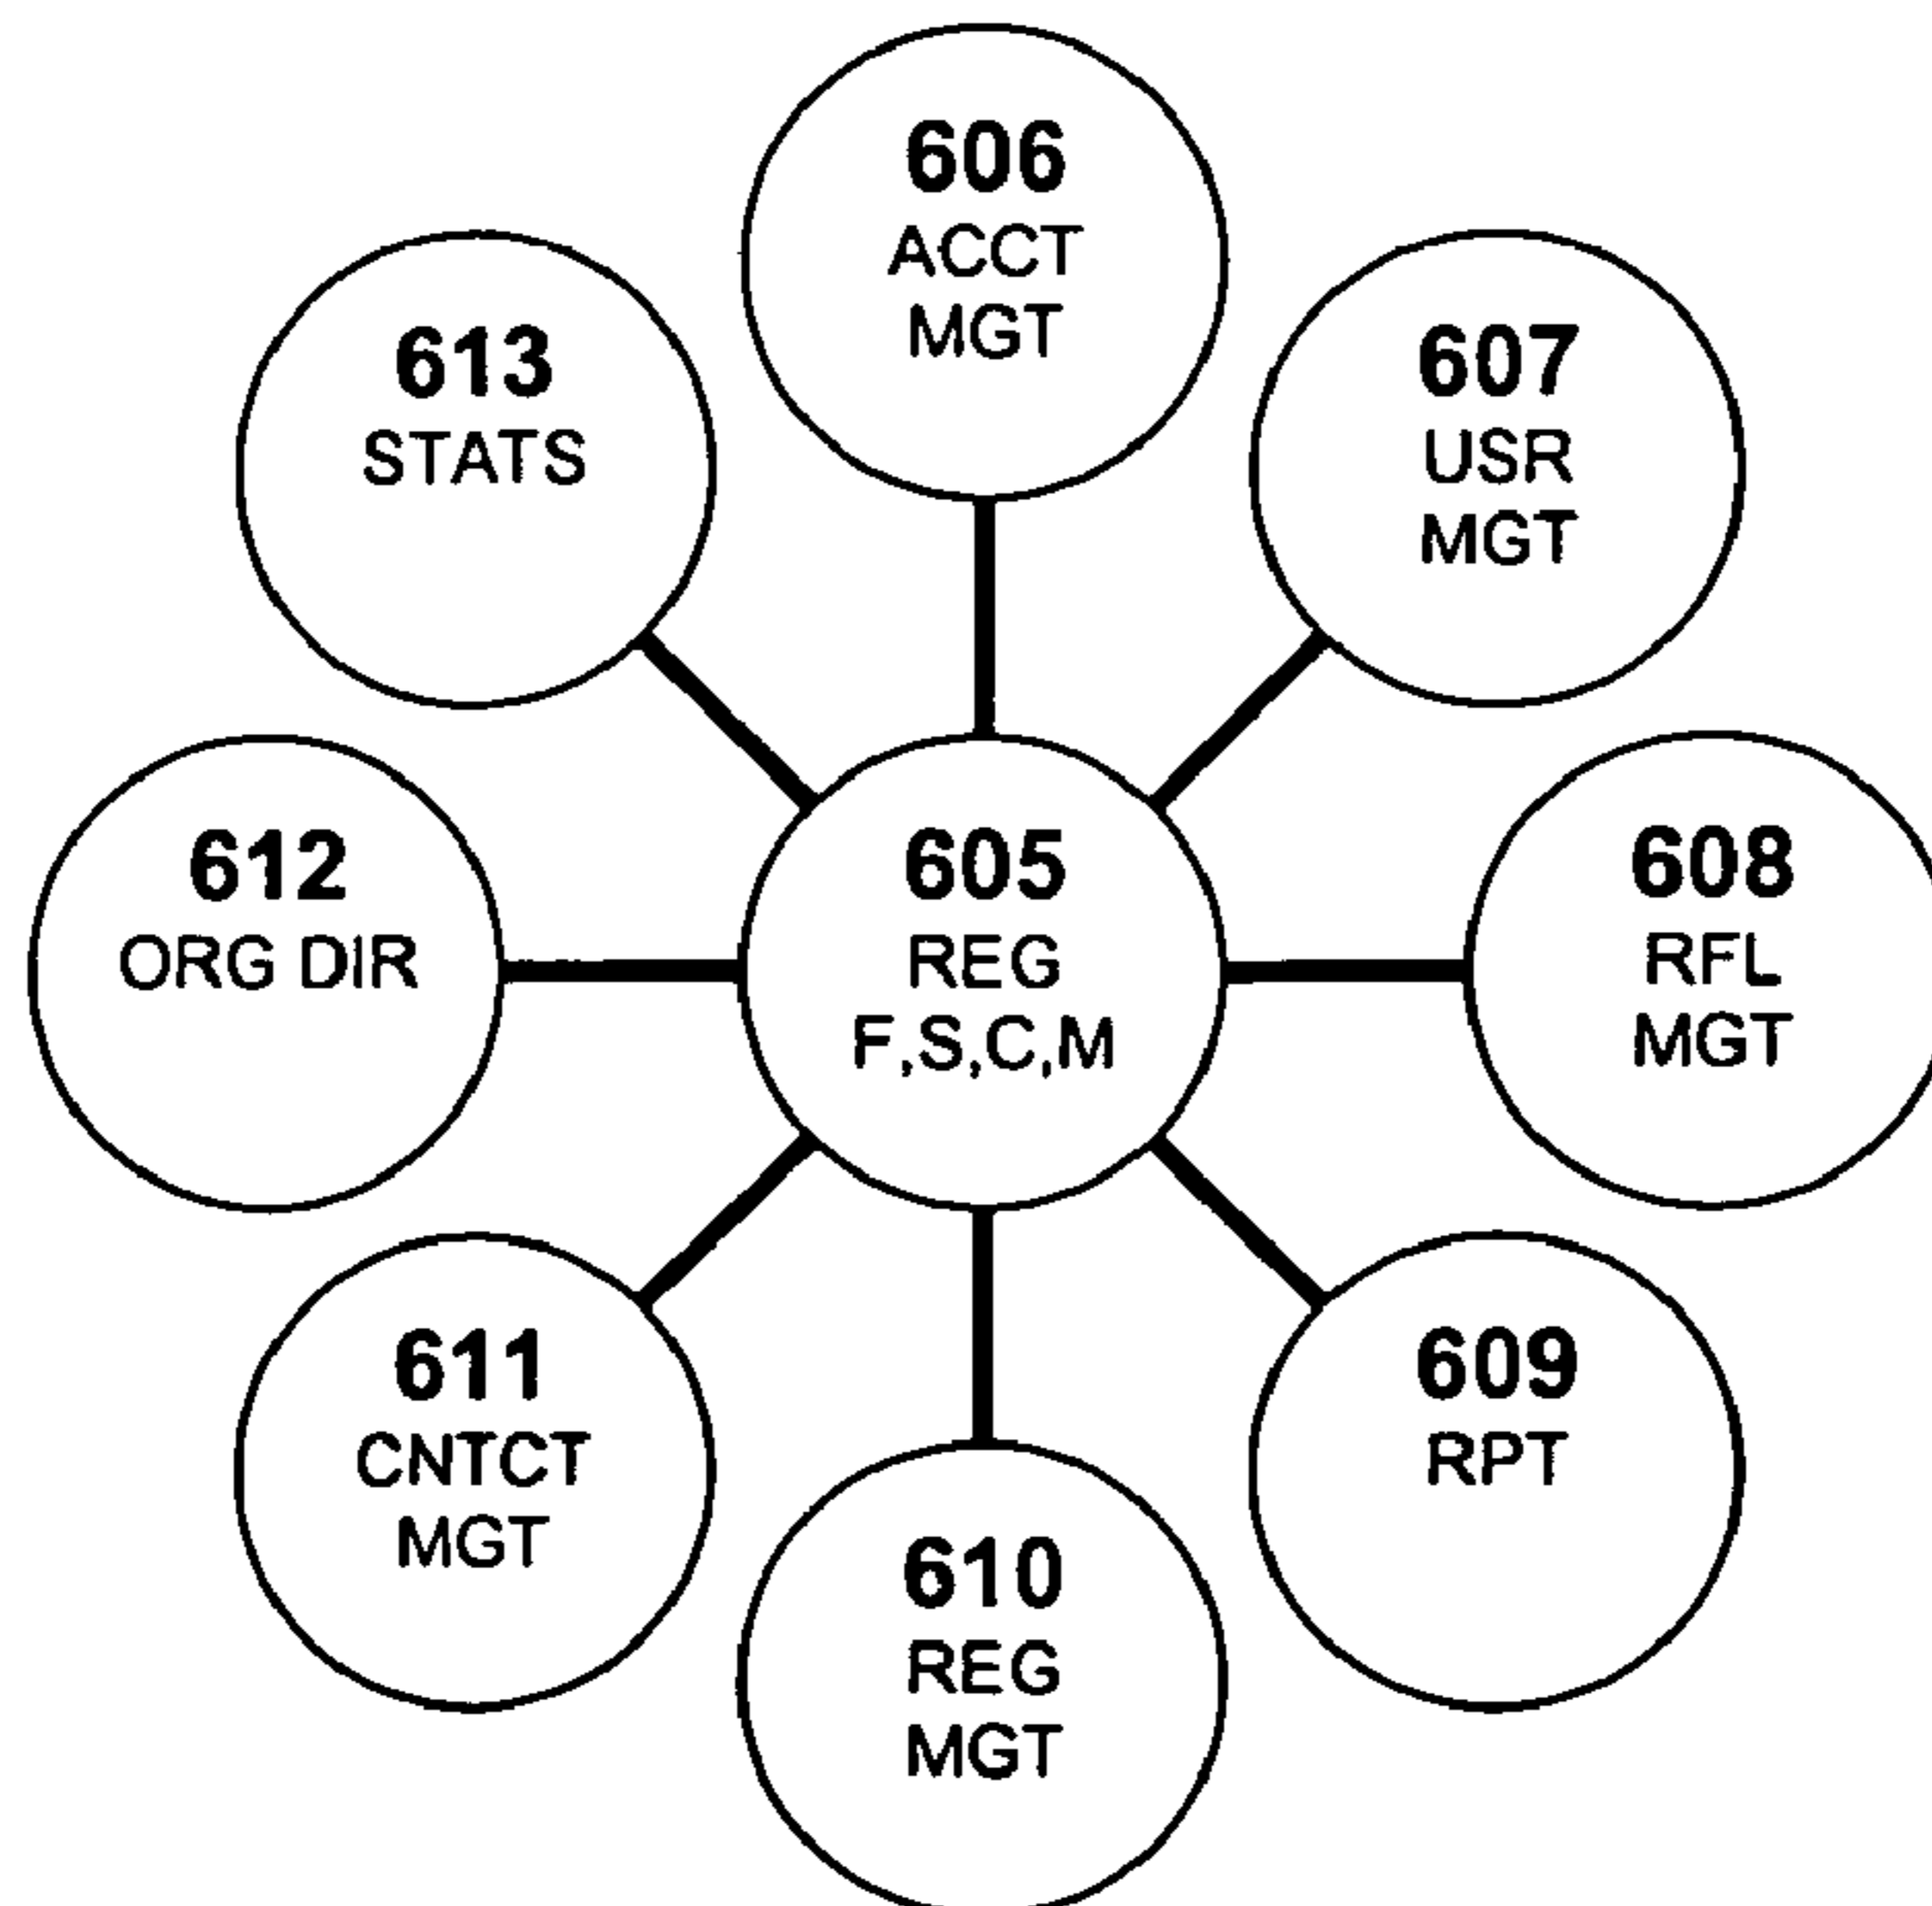 606
ACCT
MGT
613
STATS
607
USR
MGT
612
ORG DIR
605
REG
F,S,C,M
608
RFL
MGT
611
CNTCT
MGT
609
RPT
610
REG
MGT